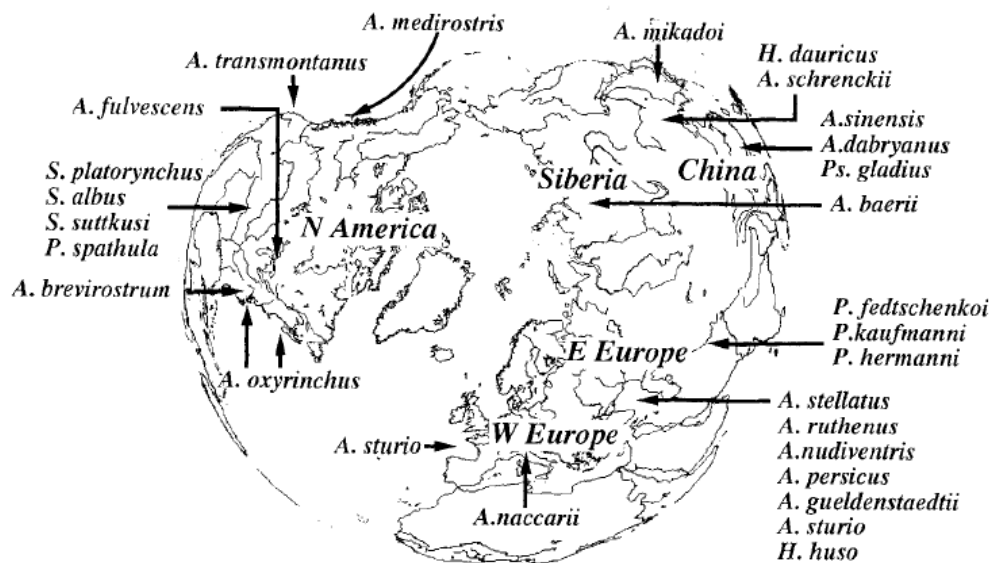 A. medirostris
A. mikadoi
A. transmontanus
H. dauricus
A. schrenckii
A. fulvescens
A.sinensis
A.dabryanus
Ps. gladius
S. platorynchus
S. albus
S. suttkusi
P. spathula
Siberia
China
A. baerii
N America
A. brevirostrum
P. fedtschenkoi
P.kaufmanni
P. hermanni
E Europe
A. oxyrinchus
A. stellatus
A. ruthenus
A.nudiventris
A. persicus
A. gueldenstaedtii
A. sturio
H. huso
W Europe
A. sturio
A.naccarii